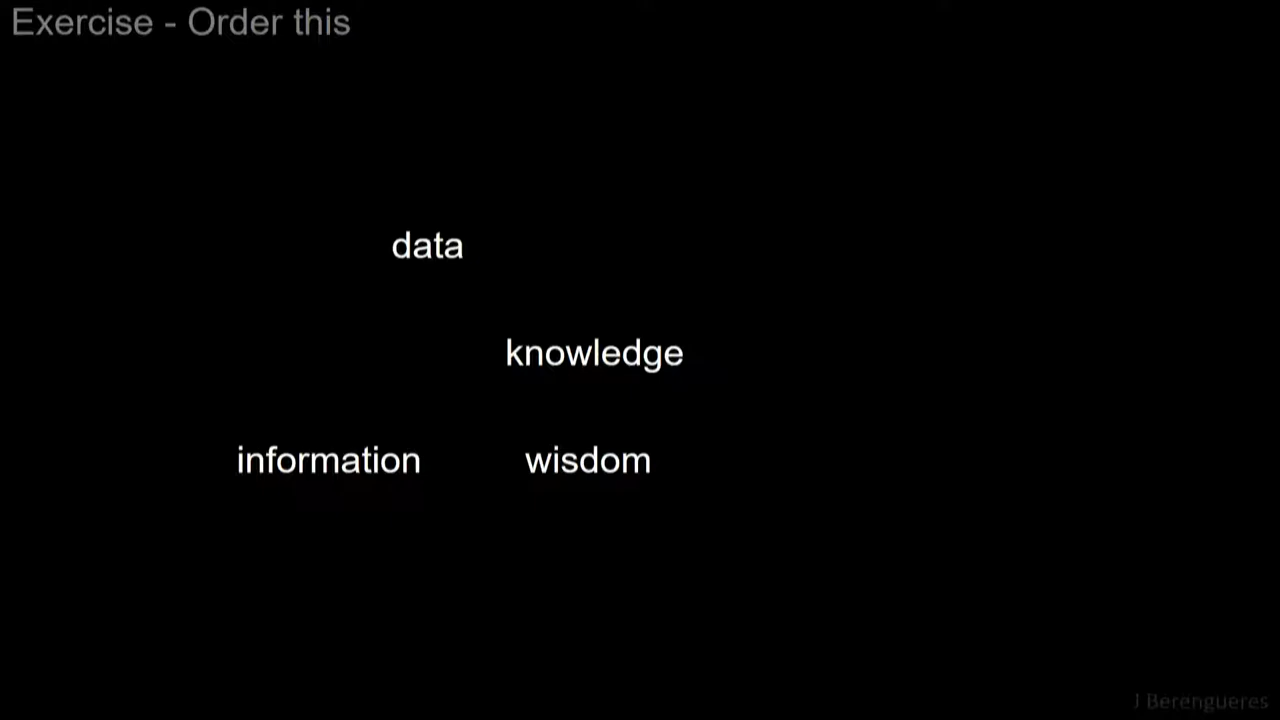 Exercise - Order this
data
knowledge
information wisdom
J Berengueres